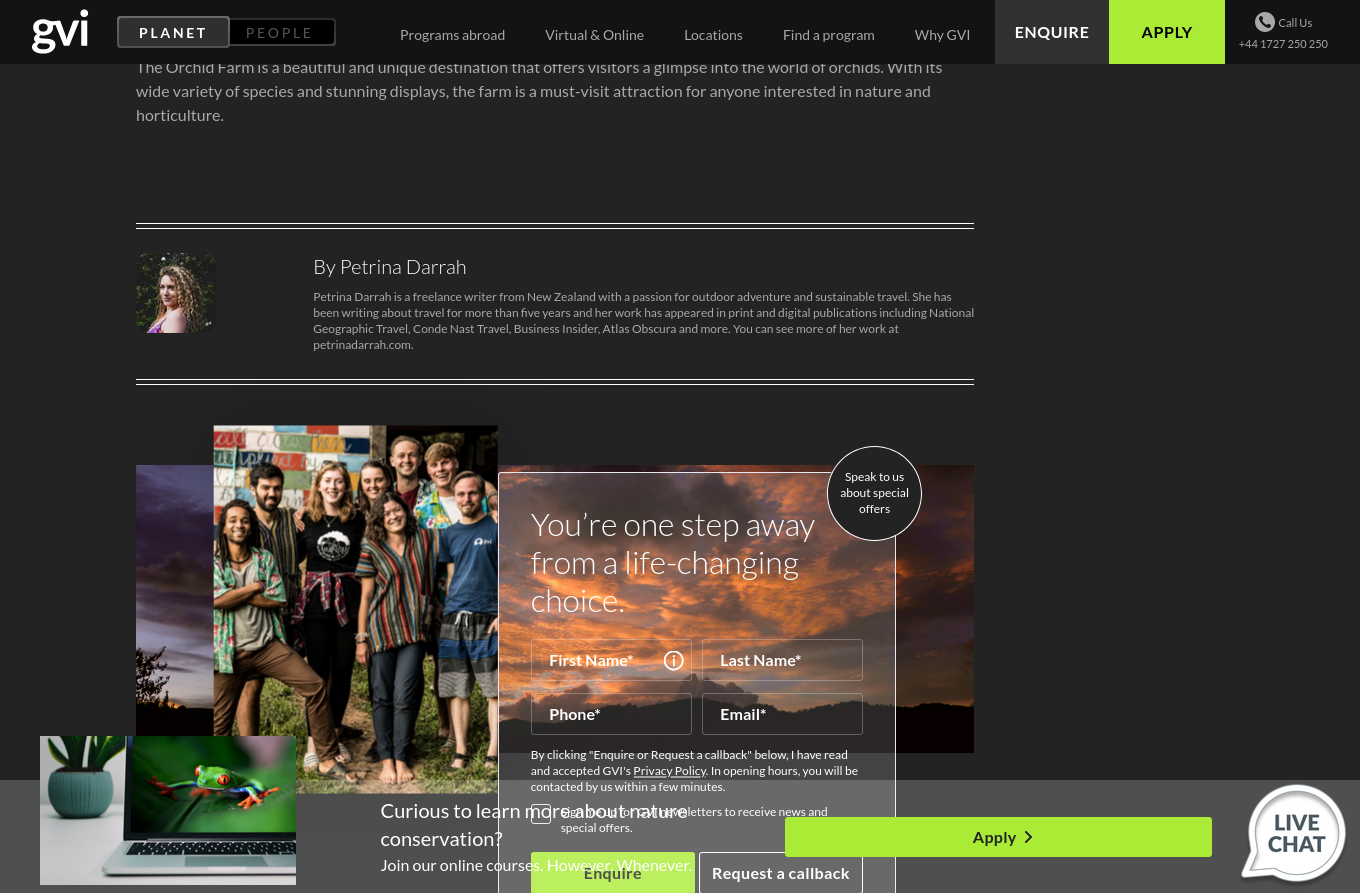 gvi
PLANET
PEOPLE
Programs abroad
Virtual & Online
Locations
Find a program
Why GVI
ENQUIRE
APPLY
Call Us
+44 1727 250 250
The Orchid Farm is a beautiful and unique destination that offers visitors a glimpse into the world of orchids. With its
wide variety of species and stunning displays, the farm is a must-visit attraction for anyone interested in nature and
horticulture.
By Petrina Darrah
Petrina Darrah is a freelance writer from New Zealand with a passion for outdoor adventure and sustainable travel. She has
been writing about travel for more than five years and her work has appeared in print and digital publications including National
Geographic Travel, Conde Nast Travel, Business Insider, Atlas Obscura and more. You can see more of her work at
petrinadarrah.com.
Speak to us
about special
offers
You’re one step away
from a life-changing
choice.
First Name*
Last Name*
Phone*
Email*
By clicking "Enquire or Request a callback" below, I have read
and accepted GVI's Privacy Policy. In opening hours, you will be
contacted by us within a few minutes.
Sign me up for GVI newsletters to receive news and
special offers.
Enquire
Request a callback
Curious to learn more about nature
conservation?
Join our online courses. However. Whenever.
Apply
LIVE
CHAT